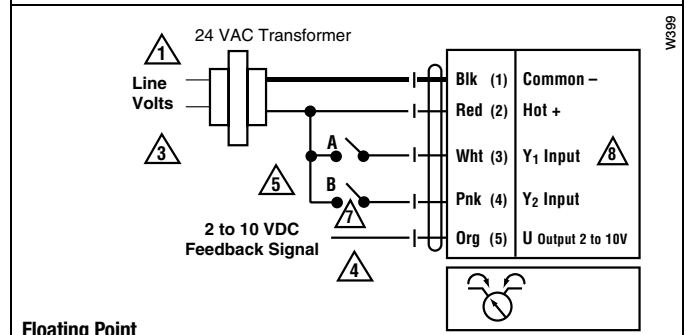 W399
24 VAC Transformer
1
Line
Volts
3
Blk (1) Common –
Red (2) Hot +
A
Wht (3) Y1 Input 8
5
B
Pnk (4) Y2 Input
7
2 to 10 VDC
Feedback Signal
Org (5) U Output 2 to 10V
4
Floating Point